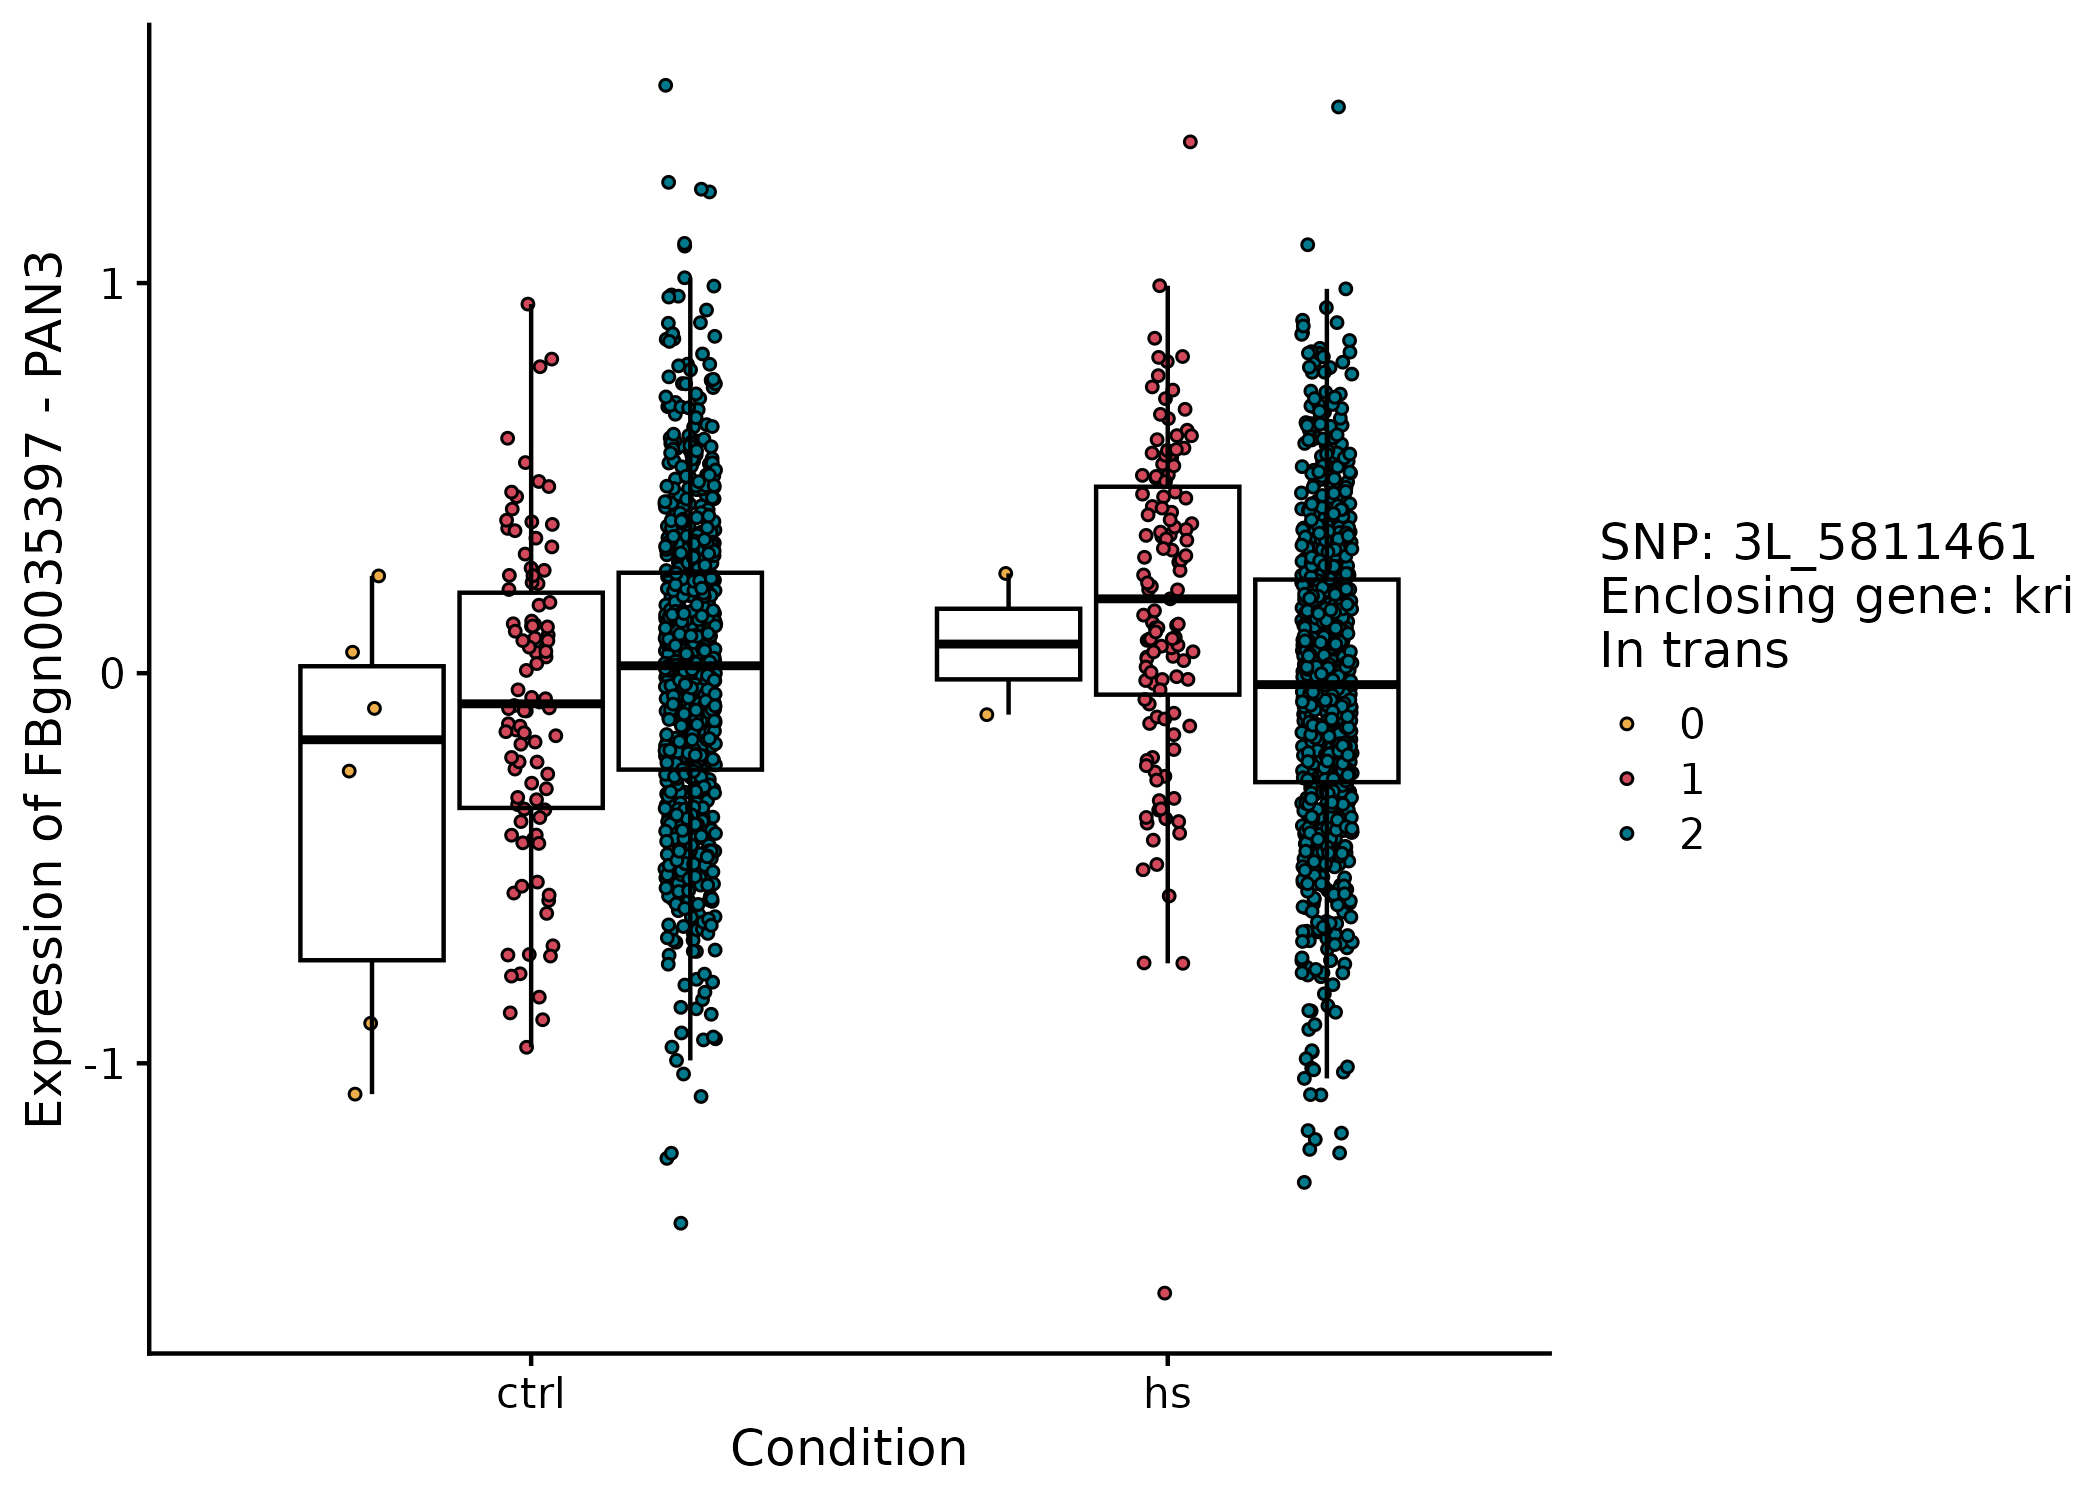 Expression of FBgn0035397 - PAN3
1
0
-1
ctrl
hs
Condition
SNP: 3L_5811461
Enclosing gene: kri
In trans
0
1
2